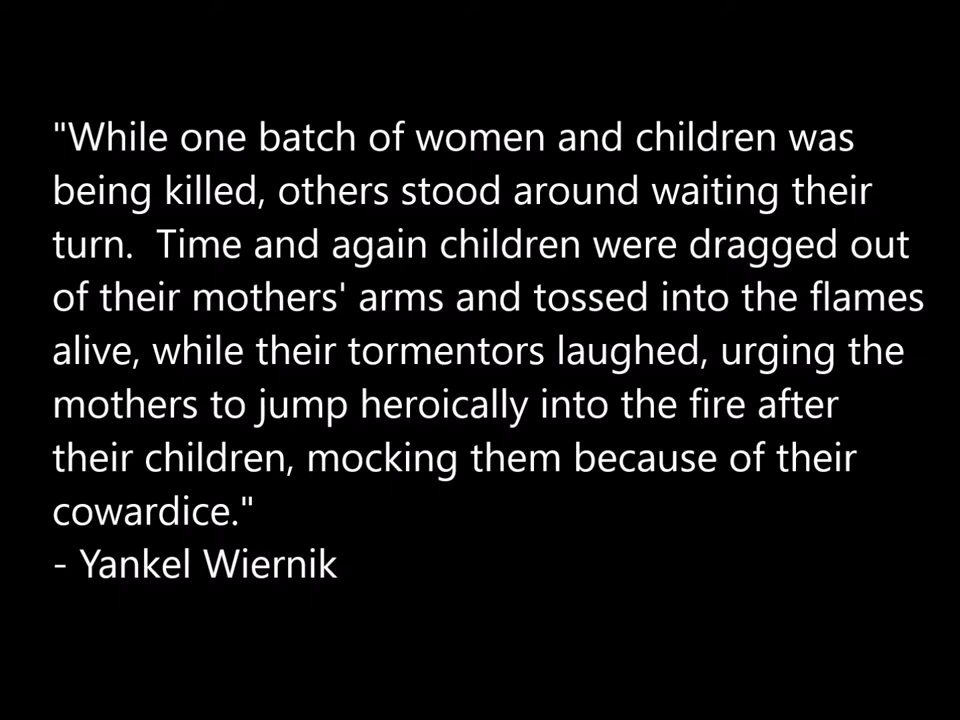 "While one batch of women and children was
being killed, others stood around waiting their
turn.  Time and again children were dragged out
of their mothers' arms and tossed into the flames
alive, while their tormentors laughed, urging the
mothers to jump heroically into the fire after
their children, mocking them because of their
cowardice."
- Yankel Wiernik